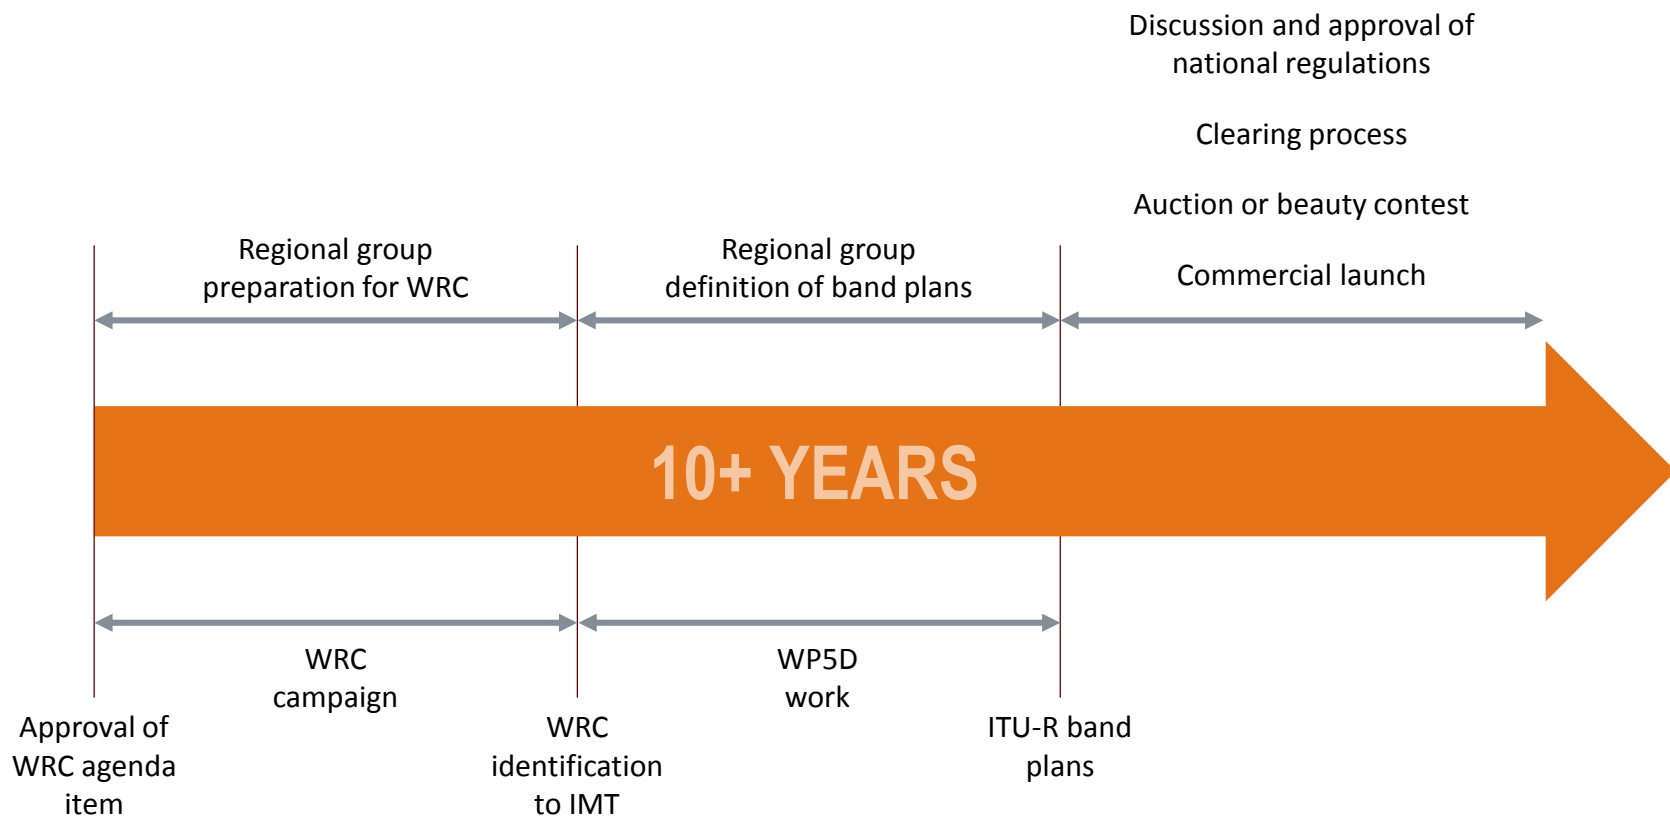 Discussion and approval of
national regulations
Clearing process
Auction or beauty contest
Commercial launch
Regional group
preparation for WRC
Regional group
definition of band plans
10+ YEARS
WRC
campaign
WP5D
work
Approval of
WRC agenda
item
WRC
identification
to IMT
ITU-R band
plans